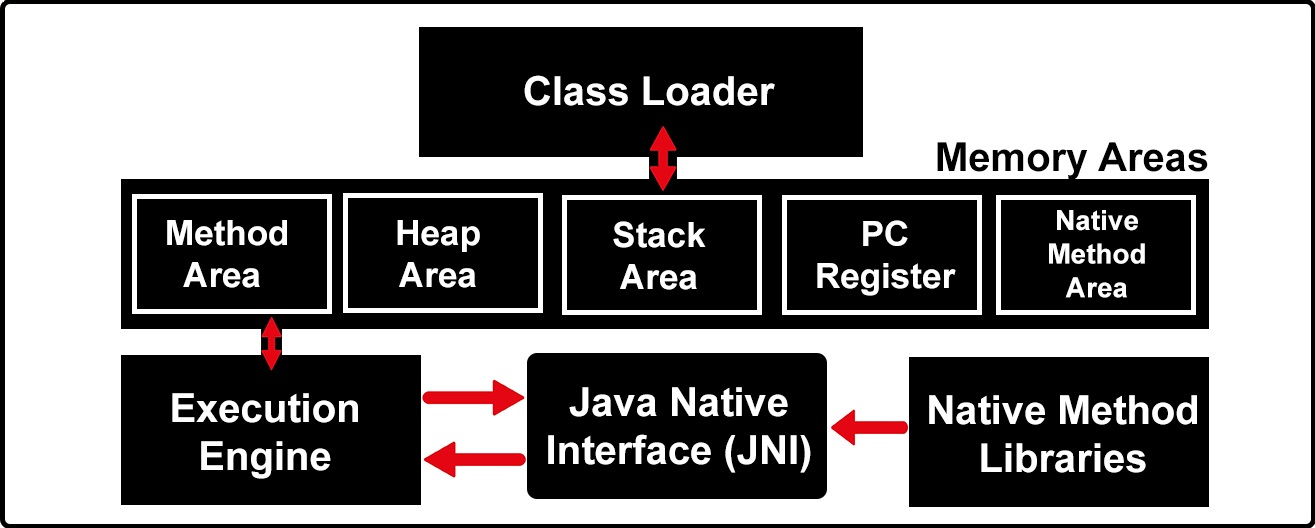 Class Loader
Memory Areas
Method
Area
Heap
Area
Stack
Area
PC
Register
Native
Method
Area
Execution
Engine
Java Native
Interface (JNI)
Native Method
Libraries